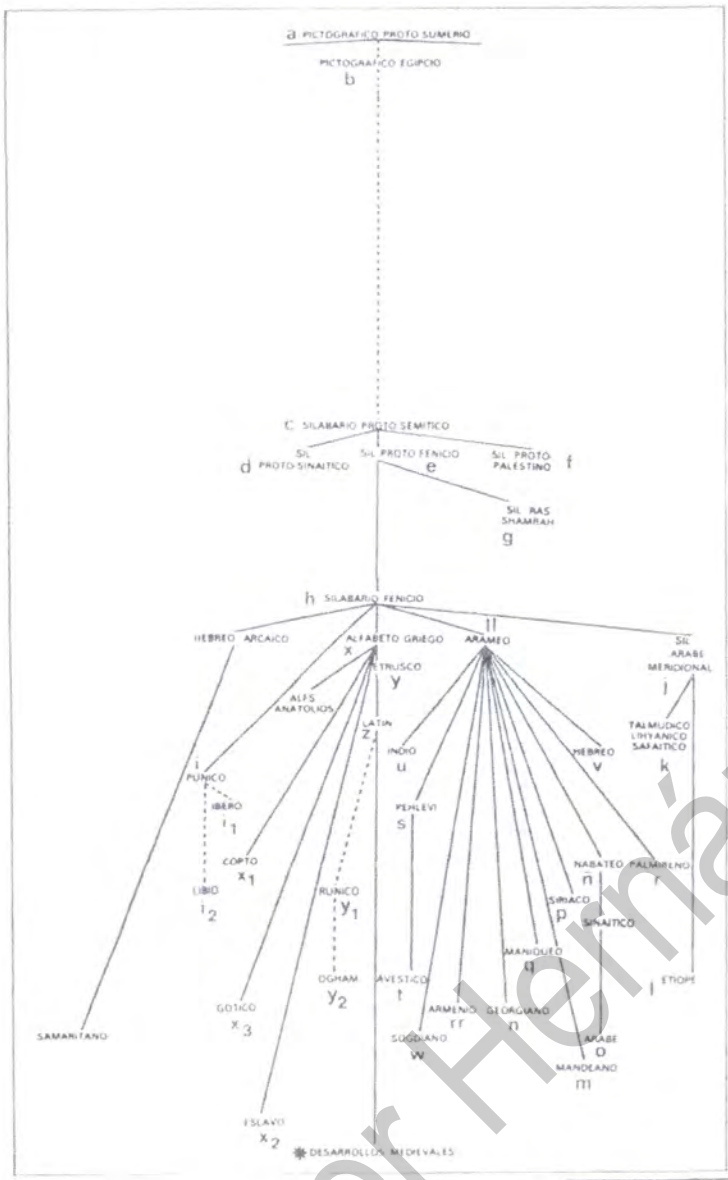 a PICTOGRAFICO PROTO SUMERIO
PICTOGRAFICO EGIPCIO
b
C SILABARIO PROTO SEMITICO
SIL
PROTO SINAITICO
d
SIL PROTO FENICIO
e
SIL PROTO
PALESTINO
f
SIL RAS
SHAMRAH
g
h SILABARIO FENICIO
HEBREO ARCAICO
ALFABETO GRIEGO
x
ll
ARAMEO
SIL
ARABE
MERIDIONAL
j
ETRUSCO
y
ALFS
ANATOLIOS
LATIN
z
INDIO
u
HEBREO
v
TALMUDICO
LIHYANICO
SAFAITICO
k
i
PUNICO
IBERO
i1
PEHLEVI
s
COPTO
x1
LIBIO
i2
RUNICO
y1
NABATEO
ñ
PALMIRENO
r
SIRIACO
p
SINAITICO
MANIQUEO
q
OGHAM
y2
AVESTICO
t
ETIOPE
l
GOTICO
x3
ARMENIO
rr
GEORGIANO
n
SAMARITANO
SOGDIANO
w
ARABE
o
MANDEANO
m
ESLAVO
x2
DESARROLLOS MEDIEVALES